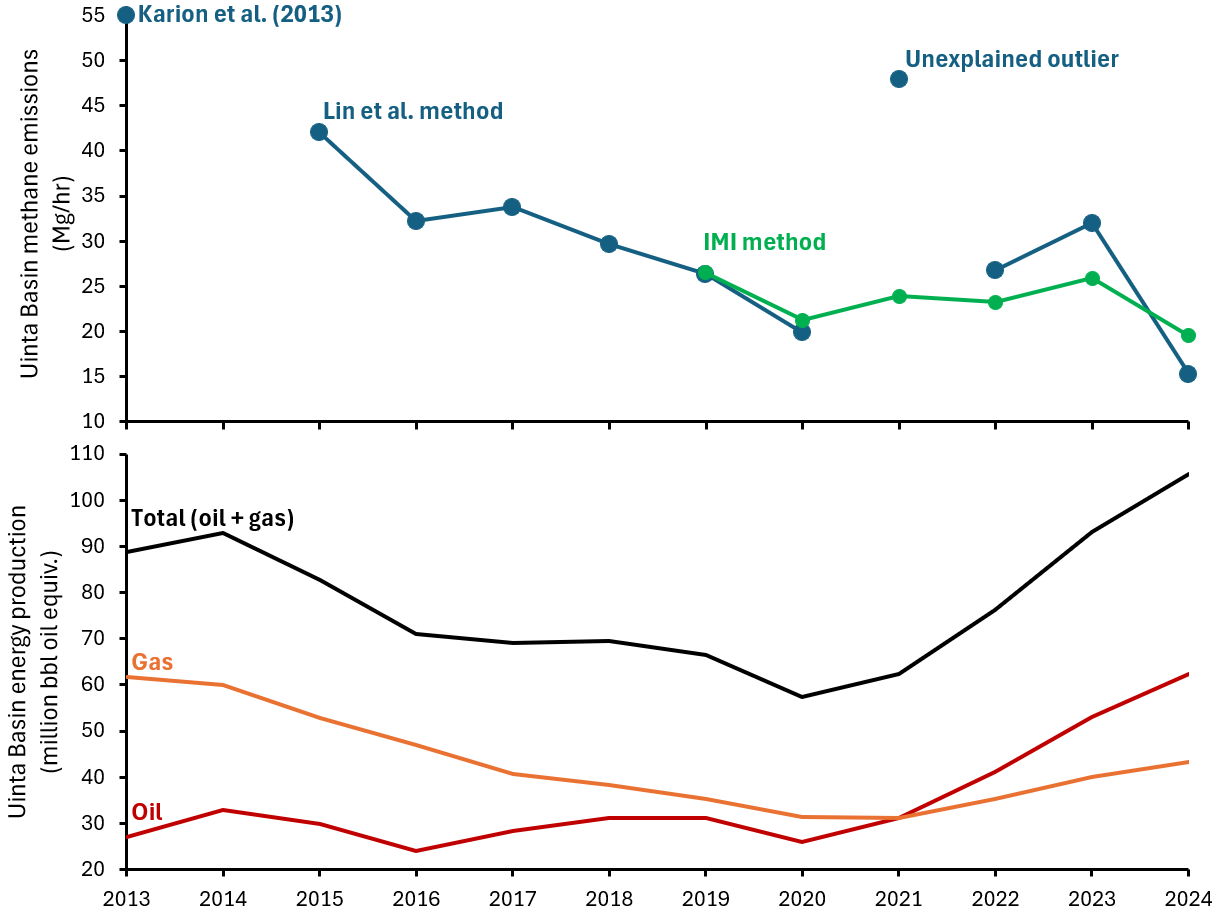 55
Karion et al. (2013)
50
Unexplained outlier
45
Lin et al. method
40
35
30
IMI method
25
20
15
10
Uinta Basin methane emissions
(Mg/hr)
110
100
Total (oil + gas)
90
80
70
Gas
60
50
40
30
Oil
20
Uinta Basin energy production
(million bbl oil equiv.)
2013 2014 2015 2016 2017 2018 2019 2020 2021 2022 2023 2024